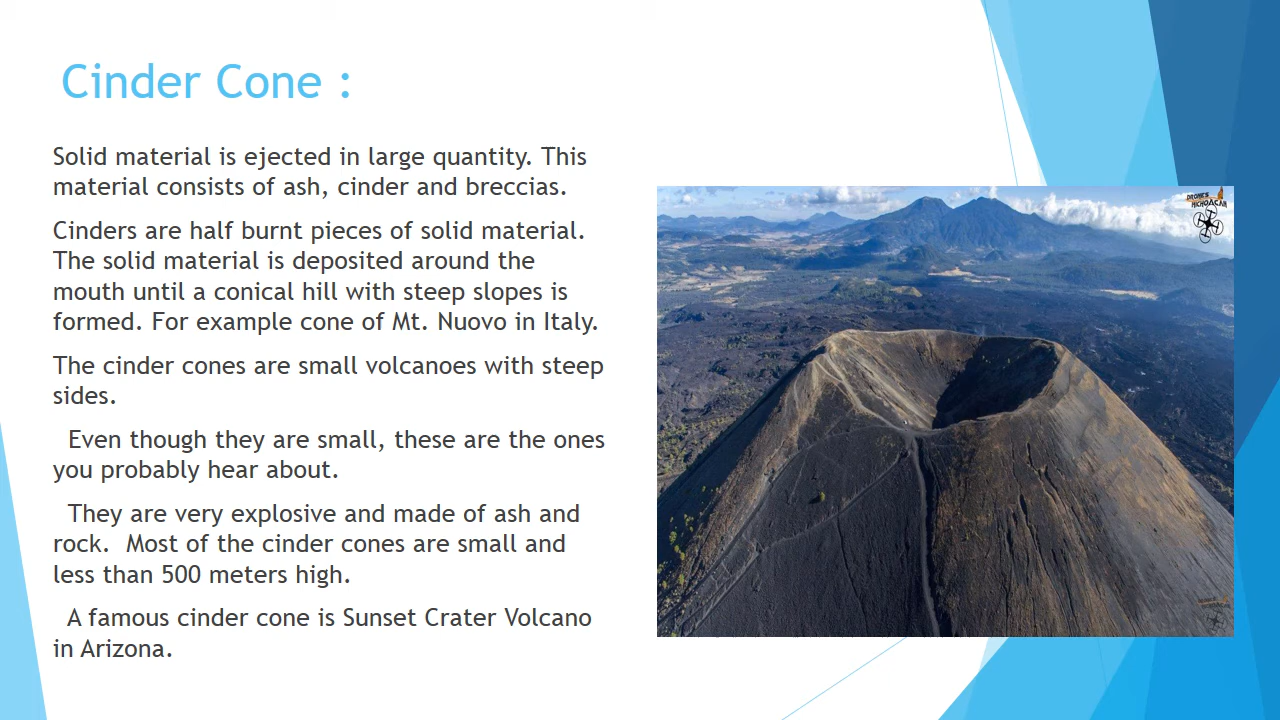 Cinder Cone :
Solid material is ejected in large quantity. This
material consists of ash, cinder and breccias.
Cinders are half burnt pieces of solid material.
The solid material is deposited around the
mouth until a conical hill with steep slopes is
formed. For example cone of Mt. Nuovo in Italy.
The cinder cones are small volcanoes with steep
sides.
Even though they are small, these are the ones
you probably hear about.
They are very explosive and made of ash and
rock.  Most of the cinder cones are small and
less than 500 meters high.
A famous cinder cone is Sunset Crater Volcano
in Arizona.
DRONES
MICHOACAN